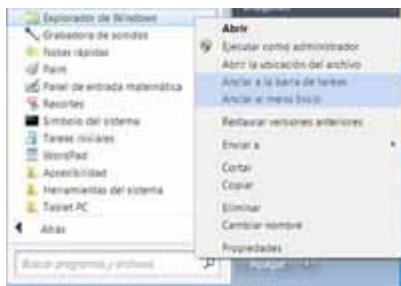 Explorador de Windows
Grabadora de sonidos
Notas rápidas
Paint
Panel de entrada matemática
Recortes
Símbolo del sistema
Tareas iniciales
WordPad
Accesibilidad
Herramientas del sistema
Tablet PC
Atrás
Buscar programas y archivos
Abrir
Ejecutar como administrador
Abrir la ubicación del archivo
Anclar a la barra de tareas
Anclar al menú Inicio
Restaurar versiones anteriores
Enviar a
Cortar
Copiar
Eliminar
Cambiar nombre
Propiedades